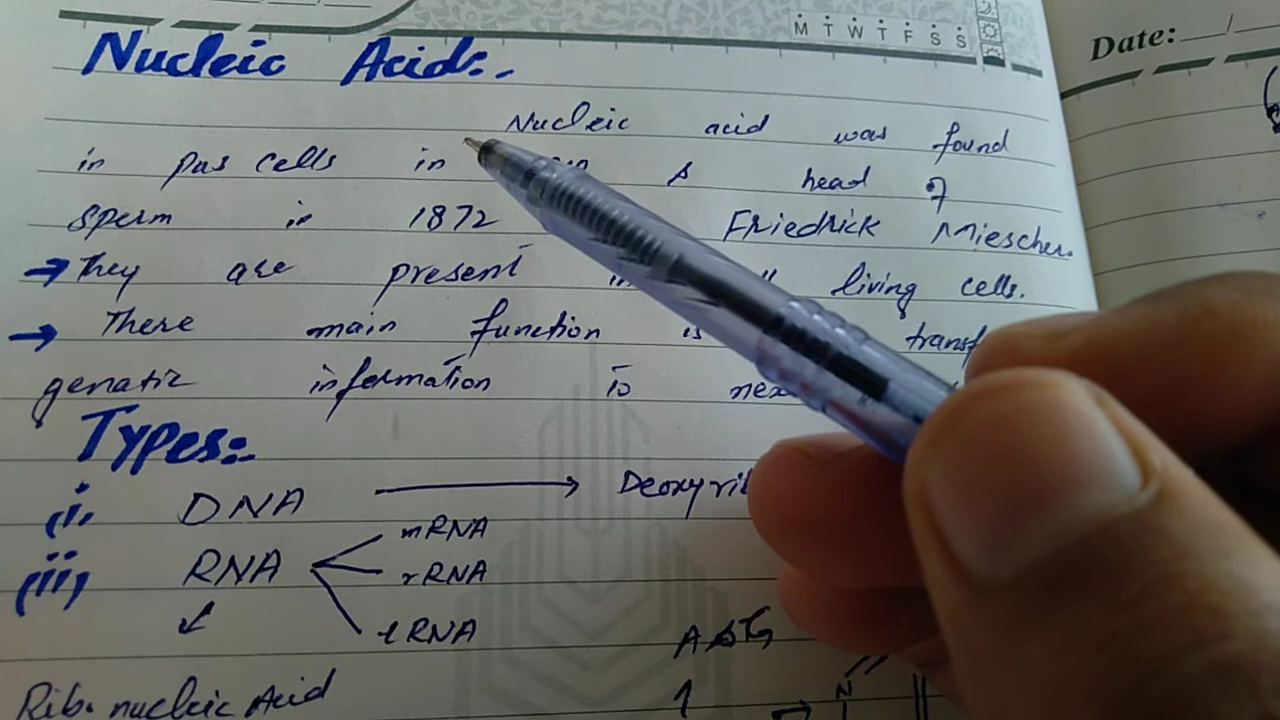 M T W T F S S
Date:
Nucleic Acid:-
Nucleic acid was found
in pus cells in & head of
sperm in 1872 Friedrick Miescher.
→ They are present living cells.
→ There main function is
genatic information to
Types:-
(i). DNA → Deoxyri
(ii) RNA mRNA
rRNA
tRNA
A & G
Ribo nucleic Acid
N